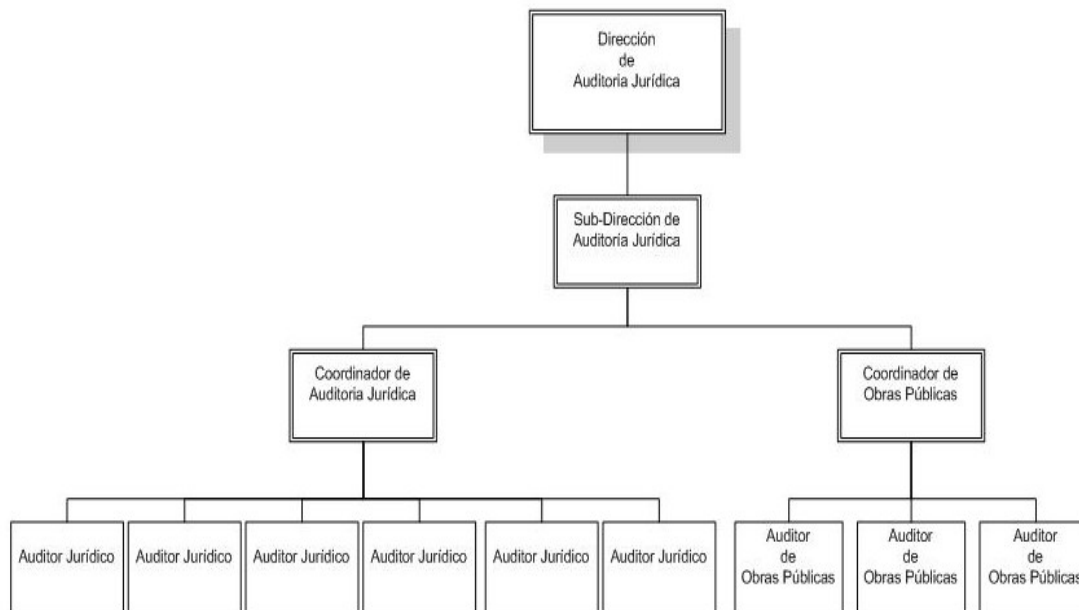 Dirección
de
Auditoria Jurídica
Sub-Dirección de
Auditoria Jurídica
Coordinador de
Auditoria Jurídica
Coordinador de
Obras Públicas
Auditor Jurídico
Auditor Jurídico
Auditor Jurídico
Auditor Jurídico
Auditor Jurídico
Auditor Jurídico
Auditor
de
Obras Públicas
Auditor
de
Obras Públicas
Auditor
de
Obras Públicas